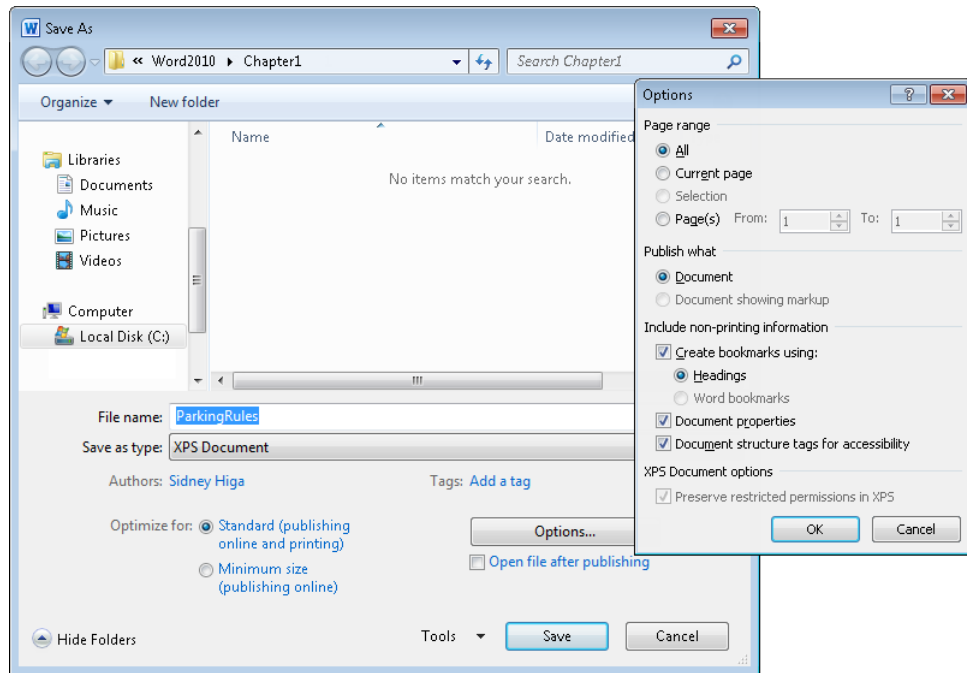 W Save As
« Word2010 ▸ Chapter1
Search Chapter1
Organize
New folder
Name
Date modified
Libraries
Documents
Music
Pictures
Videos
Computer
Local Disk (C:)
No items match your search.
File name: ParkingRules
Save as type: XPS Document
Authors: Sidney Higa
Tags: Add a tag
Optimize for:
Standard (publishing
online and printing)
Minimum size
(publishing online)
Options...
Open file after publishing
Hide Folders
Tools
Save
Cancel
Options
?
Page range
All
Current page
Selection
Page(s) From: 1 To: 1
Publish what
Document
Document showing markup
Include non-printing information
Create bookmarks using:
Headings
Word bookmarks
Document properties
Document structure tags for accessibility
XPS Document options
Preserve restricted permissions in XPS
OK
Cancel